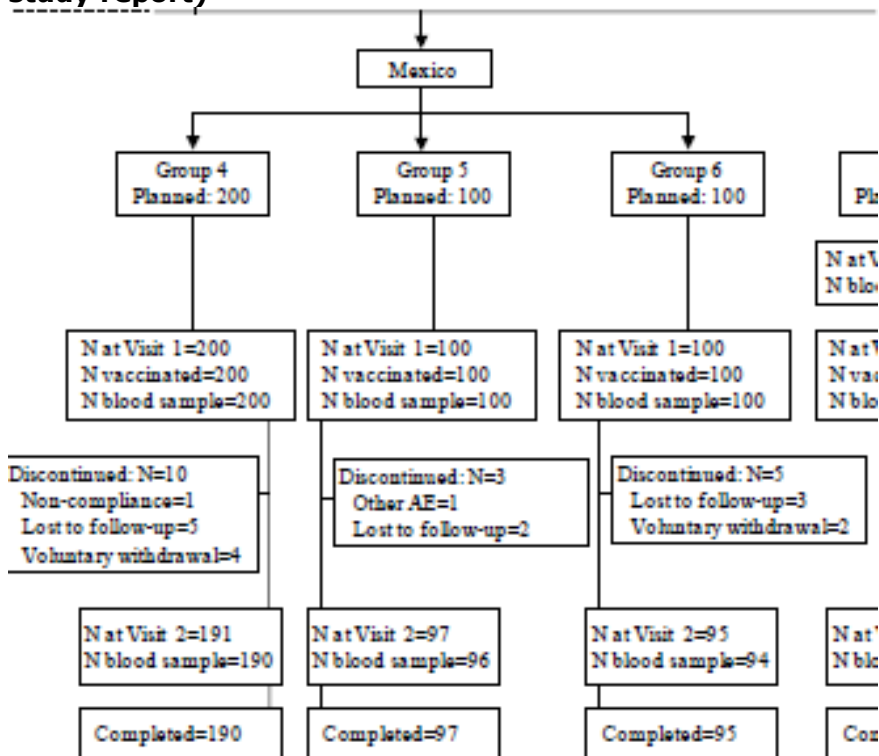 study report)
Mexico
Group 4
Planned: 200
Group 5
Planned: 100
Group 6
Planned: 100
N at Visit 1=200
N vaccinated=200
N blood sample=200
N at Visit 1=100
N vaccinated=100
N blood sample=100
N at Visit 1=100
N vaccinated=100
N blood sample=100
Discontinued: N=10
Non-compliance=1
Lost to follow-up=5
Voluntary withdrawal=4
Discontinued: N=3
Other AE=1
Lost to follow-up=2
Discontinued: N=5
Lost to follow-up=3
Voluntary withdrawal=2
N at Visit 2=191
N blood sample=190
N at Visit 2=97
N blood sample=96
N at Visit 2=95
N blood sample=94
Completed=190
Completed=97
Completed=95
N at
N
N at
N
N at
N